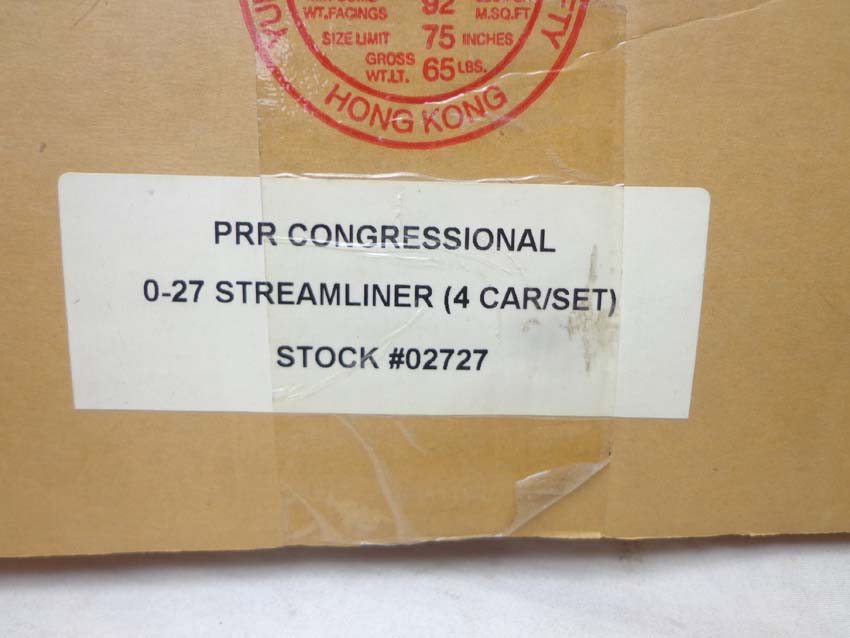 WT.FACINGS 92 M.SQ.FT
SIZE LIMIT 75 INCHES
GROSS WT.LT. 65 LBS.
HONG KONG
PRR CONGRESSIONAL
0-27 STREAMLINER (4 CAR/SET)
STOCK #02727